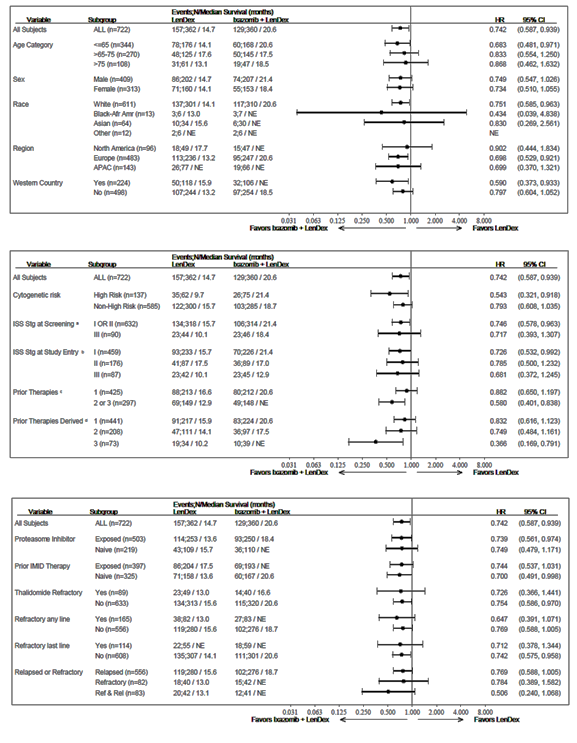 Events;N/Median Survival (months)
Variable Subgroup LenDex Ixazomib + LenDex HR 95% CI
All Subjects ALL (n=722) 157;362 / 14.7 129;360 / 20.6 0.742 (0.587, 0.939)
Age Category <=65 (n=344) 78;176 / 14.1 60;168 / 20.6 0.683 (0.481, 0.971)
>65-75 (n=270) 48;125 / 17.6 50;145 / 17.5 0.833 (0.554, 1.250)
>75 (n=108) 31;61 / 13.1 19;47 / 18.5 0.868 (0.462, 1.632)
Sex Male (n=409) 86;202 / 14.7 74;207 / 21.4 0.749 (0.547, 1.026)
Female (n=313) 71;160 / 14.1 55;153 / 18.4 0.734 (0.510, 1.055)
Race White (n=611) 137;301 / 14.1 117;310 / 20.6 0.751 (0.585, 0.963)
Black-Afr Amr (n=13) 3;6 / 13.0 3;7 / NE 0.434 (0.039, 4.838)
Asian (n=64) 10;34 / 15.6 6;30 / NE 0.830 (0.269, 2.561)
Other (n=12) 2;6 / NE 2;6 / NE NE NE
Region North America (n=96) 18;49 / 17.7 15;47 / NE 0.902 (0.444, 1.834)
Europe (n=483) 113;236 / 13.2 95;247 / 20.6 0.698 (0.529, 0.921)
APAC (n=143) 26;77 / NE 19;66 / NE 0.699 (0.370, 1.321)
Western Country Yes (n=224) 50;118 / 15.9 32;106 / NE 0.590 (0.373, 0.933)
No (n=498) 107;244 / 13.2 97;254 / 18.5 0.797 (0.604, 1.052)
0.031 0.063 0.125 0.250 0.500 1.000 2.000 4.000 8.000
Favors Ixazomib + LenDex Favors LenDex
Events;N/Median Survival (months)
Variable Subgroup LenDex Ixazomib + LenDex HR 95% CI
All Subjects ALL (n=722) 157;362 / 14.7 129;360 / 20.6 0.742 (0.587, 0.939)
Cytogenetic risk High Risk (n=137) 35;62 / 9.7 26;75 / 21.4 0.543 (0.321, 0.918)
Non-High Risk (n=585) 122;300 / 15.7 103;285 / 18.7 0.793 (0.608, 1.035)
ISS Stg at Screening a I OR II (n=632) 134;318 / 15.7 106;314 / 21.4 0.746 (0.578, 0.963)
III (n=90) 23;44 / 10.1 23;46 / 18.4 0.717 (0.393, 1.307)
ISS Stg at Study Entry b I (n=459) 93;233 / 15.7 70;226 / 21.4 0.726 (0.532, 0.992)
II (n=176) 41;87 / 17.5 36;89 / 17.0 0.785 (0.500, 1.232)
III (n=87) 23;42 / 10.1 23;45 / 12.9 0.681 (0.372, 1.245)
Prior Therapies c 1 (n=425) 88;213 / 16.6 80;212 / 20.6 0.882 (0.650, 1.197)
2 or 3 (n=297) 69;149 / 12.9 49;148 / NE 0.580 (0.401, 0.838)
Prior Therapies Derived d 1 (n=441) 91;217 / 15.9 83;224 / 20.6 0.832 (0.616, 1.123)
2 (n=208) 47;111 / 14.1 36;97 / 17.5 0.749 (0.484, 1.161)
3 (n=73) 19;34 / 10.2 10;39 / NE 0.366 (0.169, 0.791)
0.031 0.063 0.125 0.250 0.500 1.000 2.000 4.000 8.000
Favors Ixazomib + LenDex Favors LenDex
Events;N/Median Survival (months)
Variable Subgroup LenDex Ixazomib + LenDex HR 95% CI
All Subjects ALL (n=722) 157;362 / 14.7 129;360 / 20.6 0.742 (0.587, 0.939)
Proteasome Inhibitor Exposed (n=503) 114;253 / 13.6 93;250 / 18.4 0.739 (0.561, 0.974)
Naive (n=219) 43;109 / 15.7 36;110 / NE 0.749 (0.479, 1.171)
Prior IMID Therapy Exposed (n=397) 86;204 / 17.5 69;193 / NE 0.744 (0.537, 1.031)
Naive (n=325) 71;158 / 13.6 60;167 / 20.6 0.700 (0.491, 0.998)
Thalidomide Refractory Yes (n=89) 23;49 / 13.0 14;40 / 16.6 0.726 (0.366, 1.441)
No (n=633) 134;313 / 15.6 115;320 / 20.6 0.754 (0.586, 0.970)
Refractory any line Yes (n=165) 38;82 / 13.0 27;83 / NE 0.647 (0.391, 1.071)
No (n=556) 119;280 / 15.6 102;276 / 18.7 0.769 (0.588, 1.005)
Refractory last line Yes (n=114) 22;55 / NE 18;59 / NE 0.712 (0.378, 1.344)
No (n=608) 135;307 / 14.1 111;301 / 20.6 0.742 (0.575, 0.958)
Relapsed or Refractory Relapsed (n=556) 119;280 / 15.6 102;276 / 18.7 0.769 (0.588, 1.005)
Refractory (n=82) 18;40 / 13.0 15;42 / NE 0.784 (0.389, 1.582)
Ref & Rel (n=83) 20;42 / 13.1 12;41 / NE 0.506 (0.240, 1.068)
0.031 0.063 0.125 0.250 0.500 1.000 2.000 4.000 8.000
Favors Ixazomib + LenDex Favors LenDex